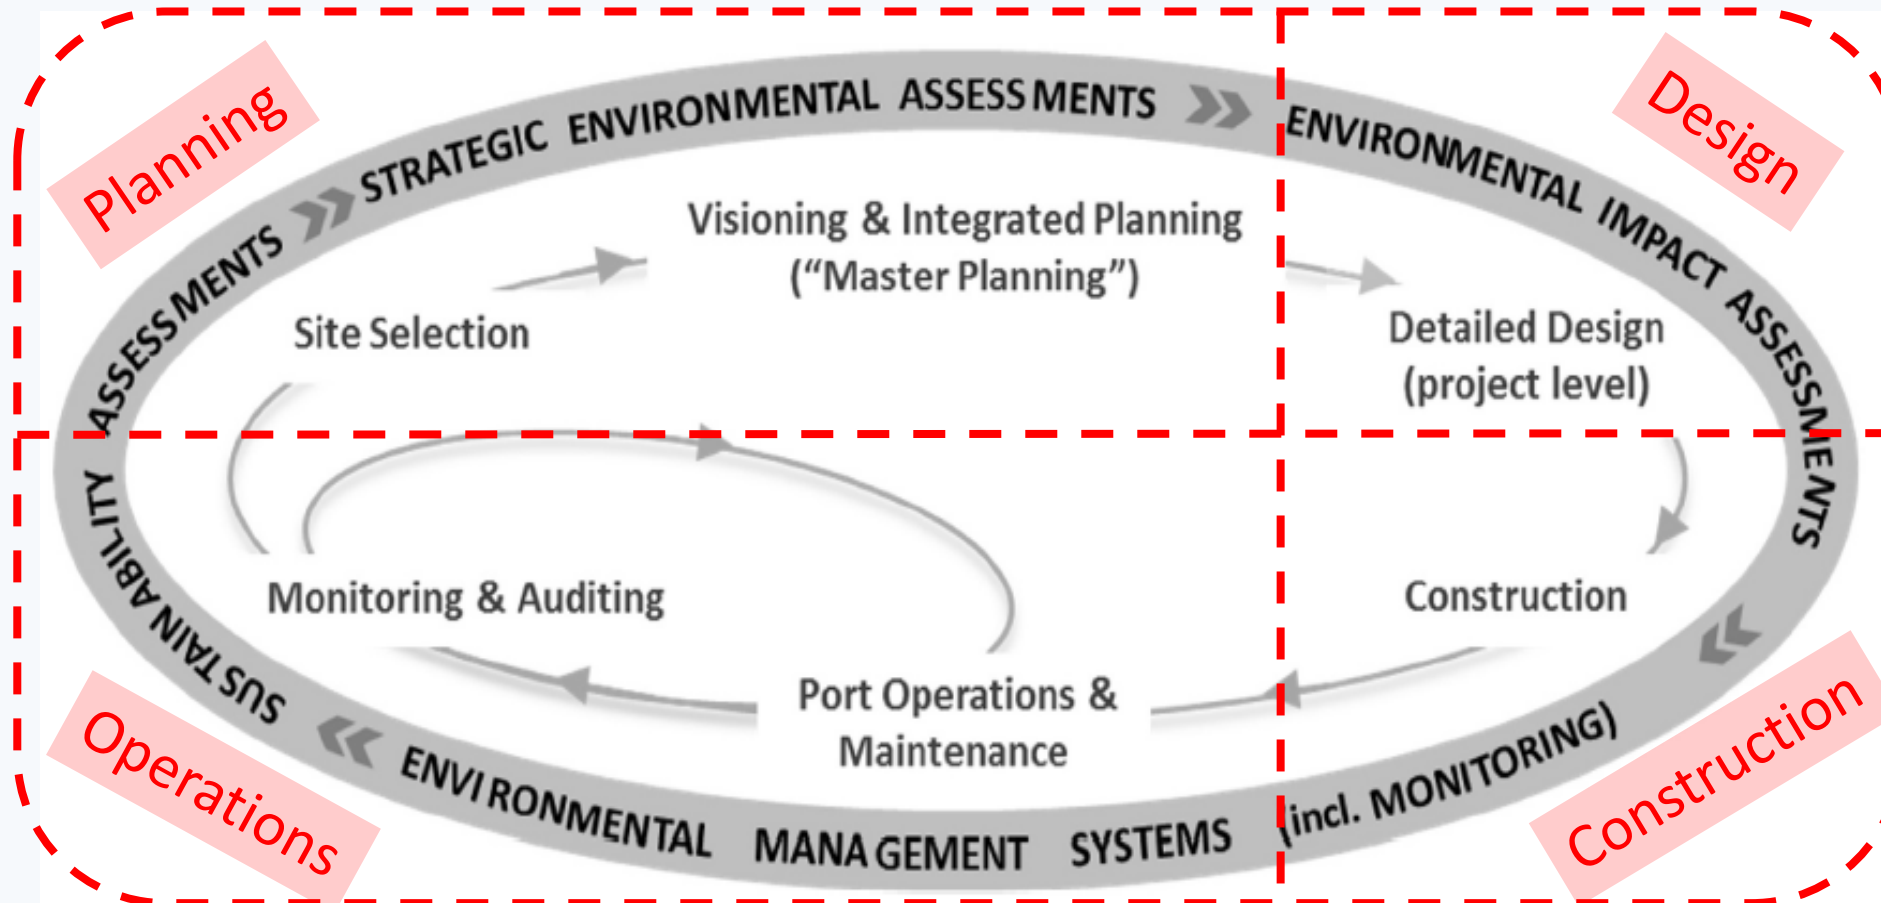 Planning
Design
STRATEGIC ENVIRONMENTAL ASSESSMENTS
ENVIRONMENTAL IMPACT ASSESSMENTS
Visioning & Integrated Planning
(“Master Planning”)
Site Selection
Detailed Design
(project level)
Monitoring & Auditing
Construction
Port Operations &
Maintenance
SUSTAINABILITY ASSESSMENTS
ENVIRONMENTAL MANAGEMENT SYSTEMS (incl. MONITORING)
Operations
Construction